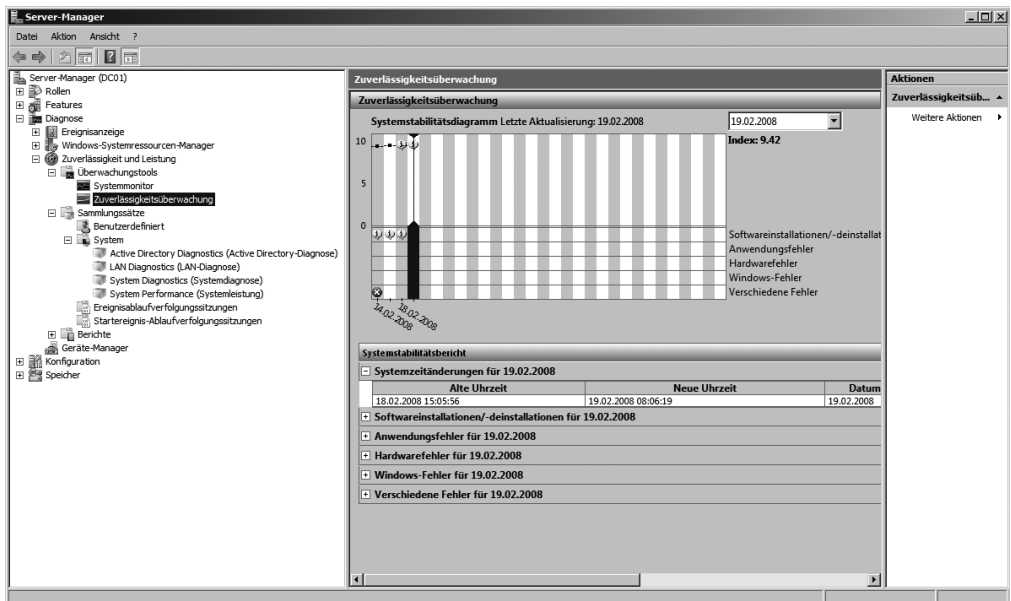 Server-Manager
Datei Aktion Ansicht ?
Server-Manager (DC01)
Rollen
Features
Diagnose
Ereignisanzeige
Windows-Systemressourcen-Manager
Zuverlässigkeit und Leistung
Überwachungstools
Systemmonitor
Zuverlässigkeitsüberwachung
Sammlungssätze
Benutzerdefiniert
System
Active Directory Diagnostics (Active Directory-Diagnose)
LAN Diagnostics (LAN-Diagnose)
System Diagnostics (Systemdiagnose)
System Performance (Systemleistung)
Ereignisablaufverfolgungssitzungen
Startereignis-Ablaufverfolgungssitzungen
Berichte
Geräte-Manager
Konfiguration
Speicher
Zuverlässigkeitsüberwachung
Zuverlässigkeitsüberwachung
Systemstabilitätsdiagramm Letzte Aktualisierung: 19.02.2008
19.02.2008
Index: 9.42
10
5
0
Softwareinstallationen/-deinstallat
Anwendungsfehler
Hardwarefehler
Windows-Fehler
Verschiedene Fehler
14.02.2008
18.02.2008
Systemstabilitätsbericht
Systemzeitänderungen für 19.02.2008
Alte Uhrzeit Neue Uhrzeit Datum
18.02.2008 15:05:56 19.02.2008 08:06:19 19.02.2008
Softwareinstallationen/-deinstallationen für 19.02.2008
Anwendungsfehler für 19.02.2008
Hardwarefehler für 19.02.2008
Windows-Fehler für 19.02.2008
Verschiedene Fehler für 19.02.2008
Aktionen
Zuverlässigkeitsüb...
Weitere Aktionen